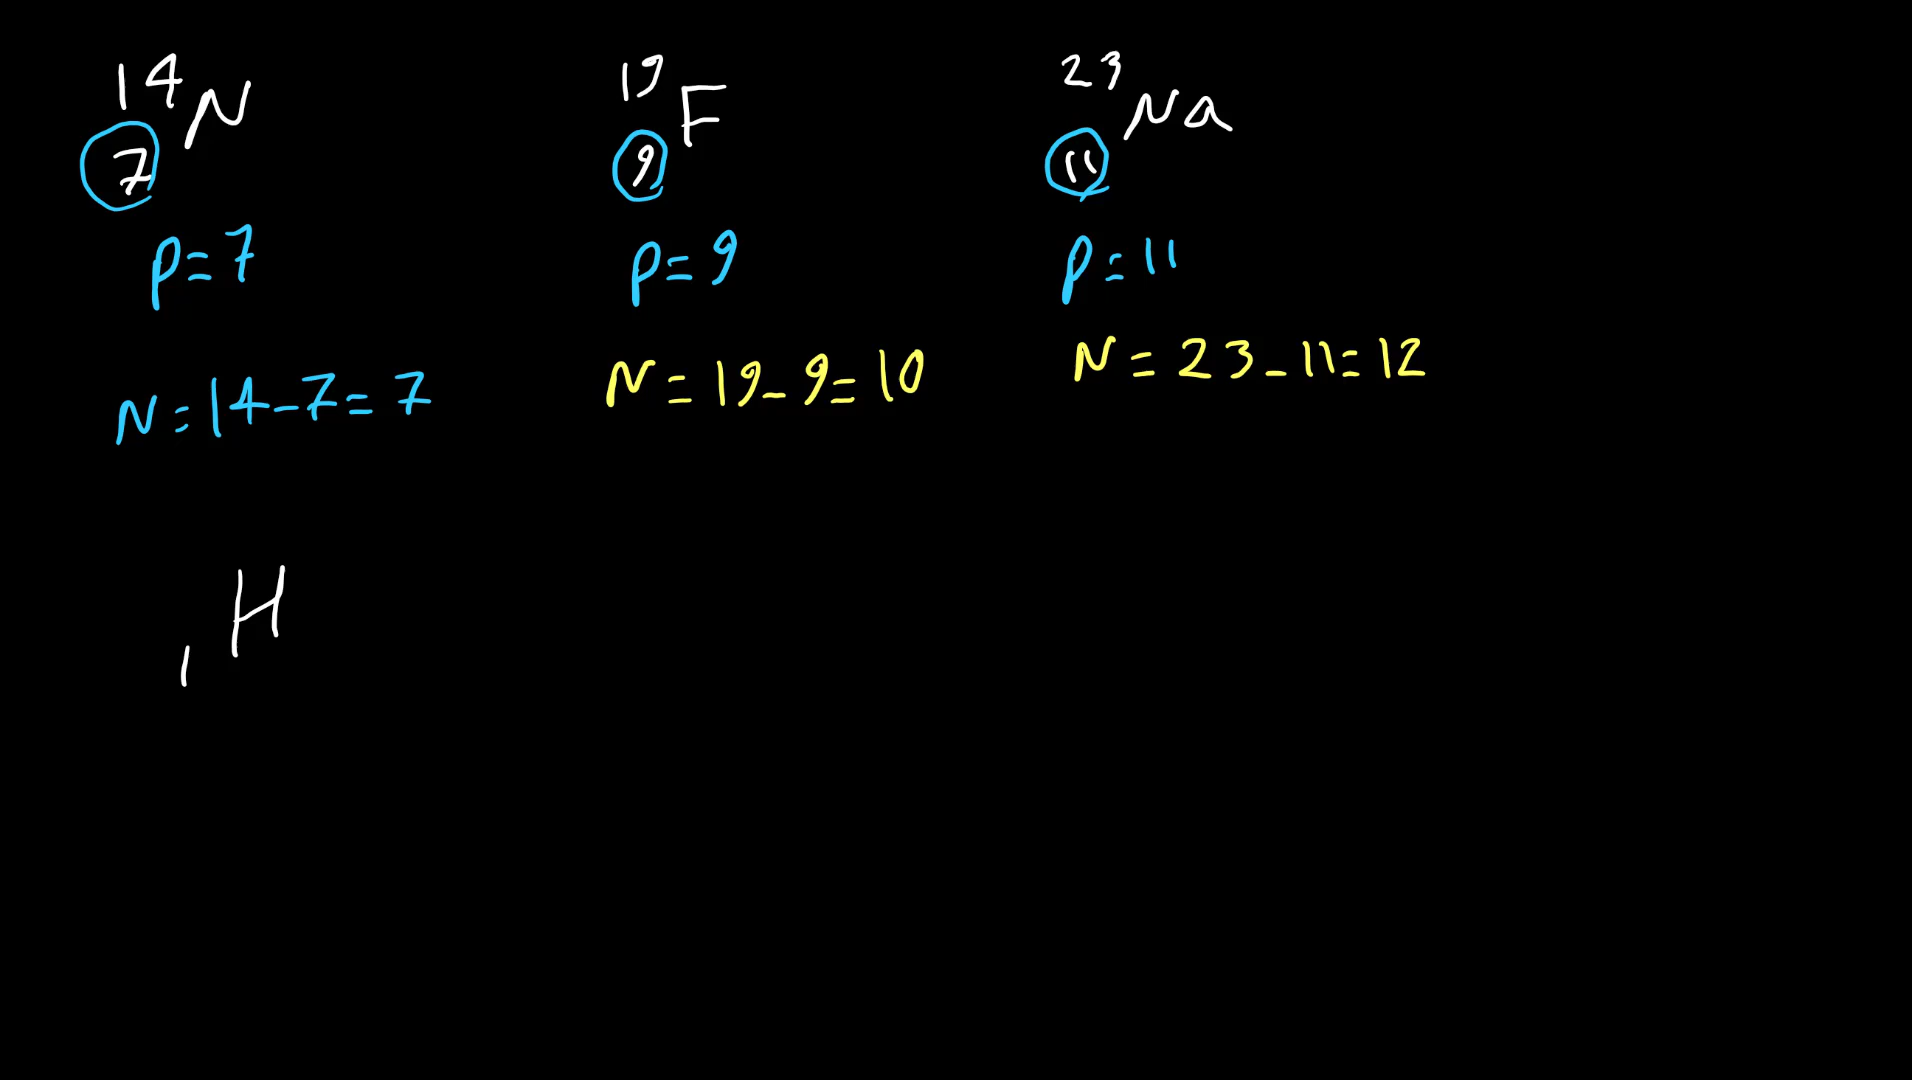 14 N 19 F 23 Na
7 9 11
P=7 P=9 P=11
N=14-7=7 N=19-9=10 N=23-11=12
H
1